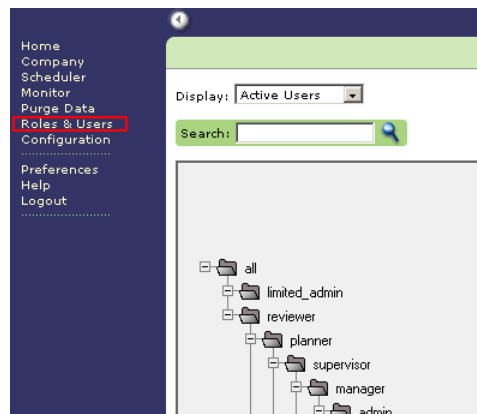 Home
Company
Scheduler
Monitor
Purge Data
Roles & Users
Configuration
Preferences
Help
Logout
Display: Active Users
Search:
all
limited_admin
reviewer
planner
supervisor
manager
admin